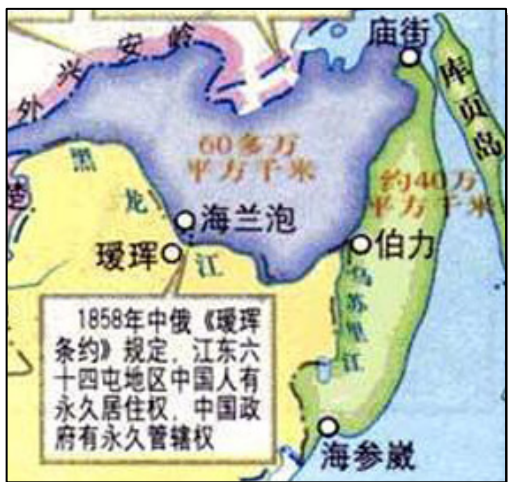 外兴安岭
庙街
库页岛
60多万
平方千米
约40万
平方千米
黑龙江
海兰泡
瑷珲
伯力
乌苏里江
1858年中俄《瑷珲
条约》规定，江东六
十四屯地区中国人有
永久居住权，中国政
府有永久管辖权
海参崴